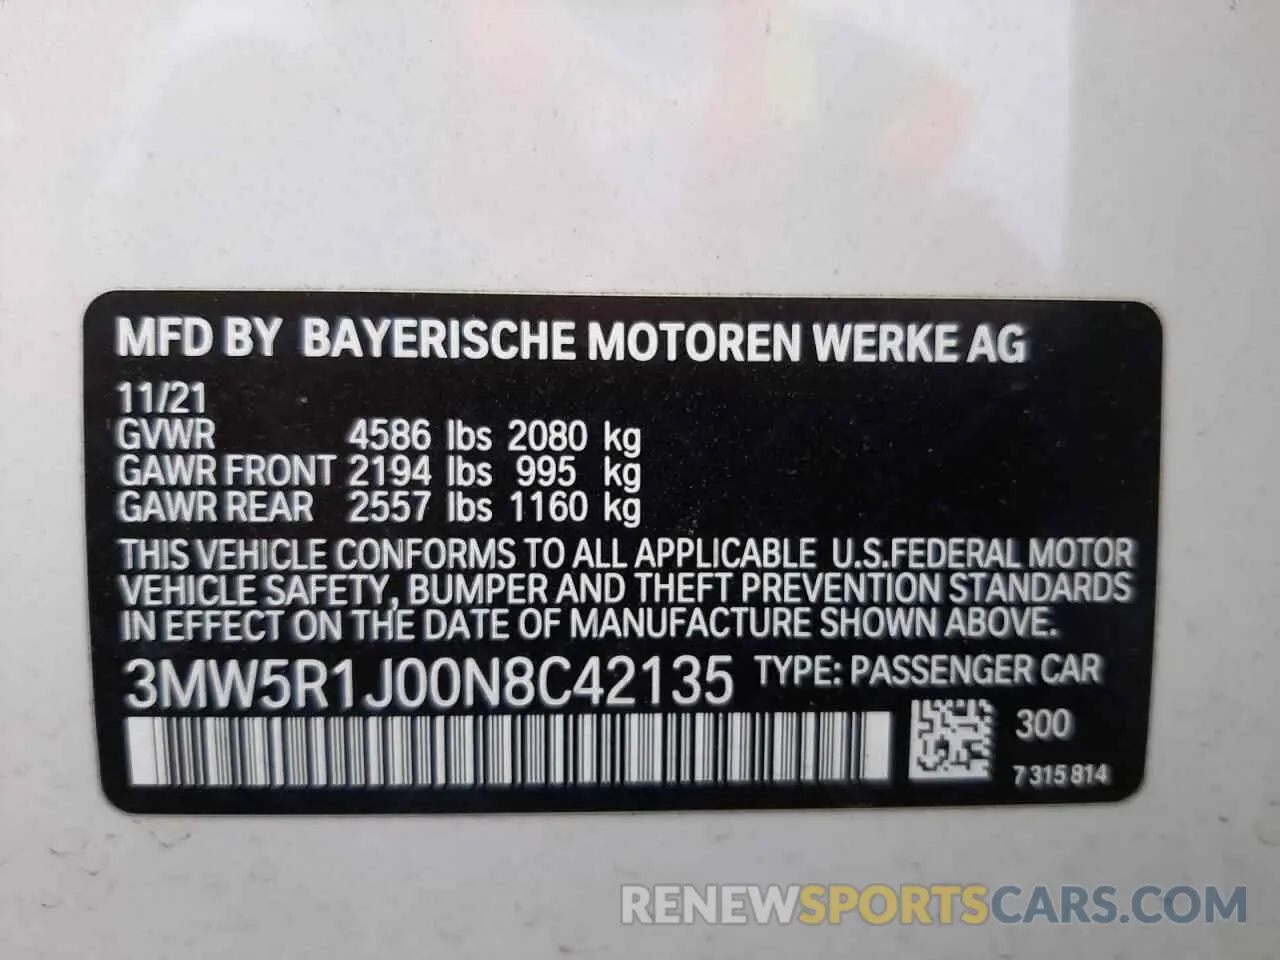 MFD BY BAYERISCHE MOTOREN WERKE AG
11/21
GVWR 4586 lbs 2080 kg
GAWR FRONT 2194 lbs 995 kg
GAWR REAR 2557 lbs 1160 kg
THIS VEHICLE CONFORMS TO ALL APPLICABLE U.S.FEDERAL MOTOR
VEHICLE SAFETY, BUMPER AND THEFT PREVENTION STANDARDS
IN EFFECT ON THE DATE OF MANUFACTURE SHOWN ABOVE.
3MW5R1J00N8C42135 TYPE: PASSENGER CAR
300
7 315 814
RENEWSPORTSCARS.COM